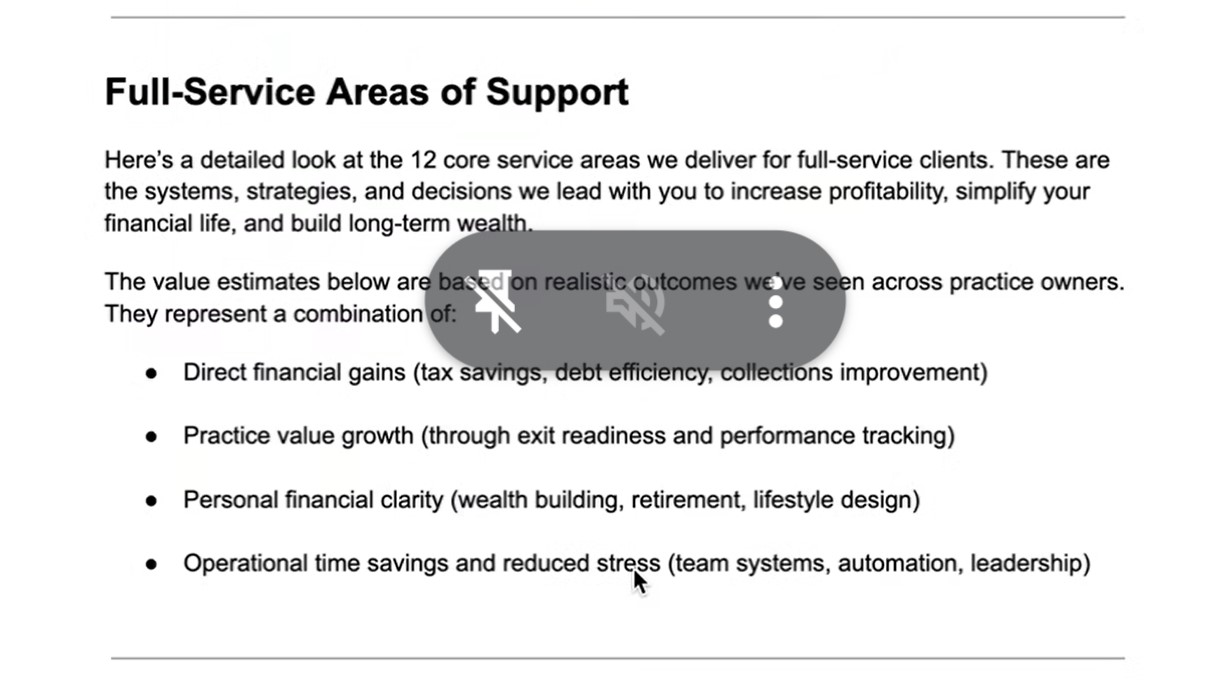 Full-Service Areas of Support
Here’s a detailed look at the 12 core service areas we deliver for full-service clients. These are
the systems, strategies, and decisions we lead with you to increase profitability, simplify your
financial life, and build long-term wealth.
The value estimates below are based on realistic outcomes we’ve seen across practice owners.
They represent a combination of:
● Direct financial gains (tax savings, debt efficiency, collections improvement)
● Practice value growth (through exit readiness and performance tracking)
● Personal financial clarity (wealth building, retirement, lifestyle design)
● Operational time savings and reduced stress (team systems, automation, leadership)